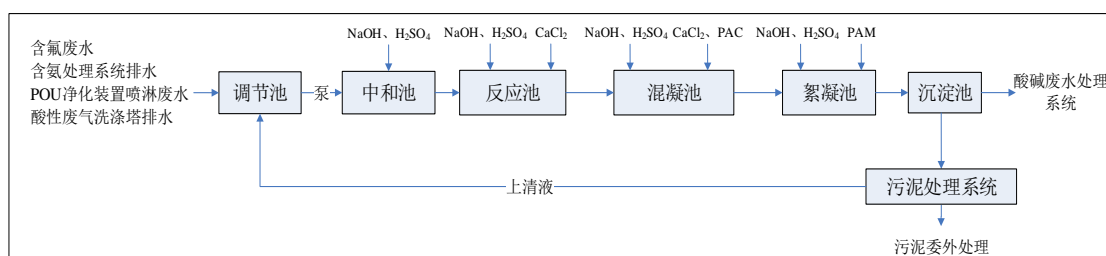 NaOH、H₂SO₄ NaOH、H₂SO₄ CaCl₂ NaOH、H₂SO₄ CaCl₂、PAC NaOH、H₂SO₄ PAM
含氟废水
含氨处理系统排水
POU净化装置喷淋废水
酸性废气洗涤塔排水
调节池
泵
中和池
反应池
混凝池
絮凝池
沉淀池
酸碱废水处理
系统
上清液
污泥处理系统
污泥委外处理